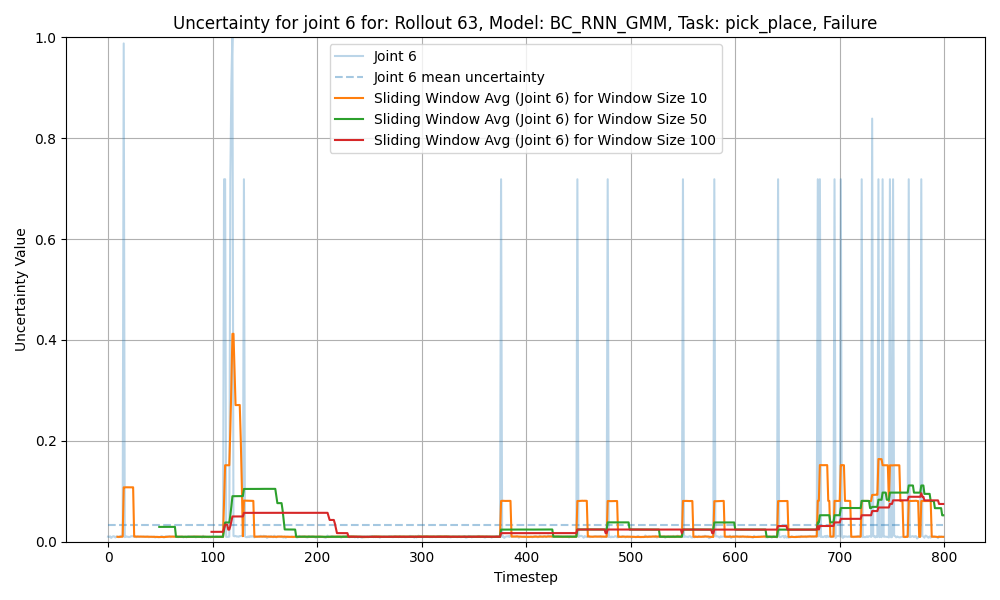 Uncertainty for joint 6 for: Rollout 63, Model: BC_RNN_GMM, Task: pick_place, Failure
Joint 6
Joint 6 mean uncertainty
Sliding Window Avg (Joint 6) for Window Size 10
Sliding Window Avg (Joint 6) for Window Size 50
Sliding Window Avg (Joint 6) for Window Size 100
Uncertainty Value
1.0
0.8
0.6
0.4
0.2
0.0
0 100 200 300 400 500 600 700 800
Timestep